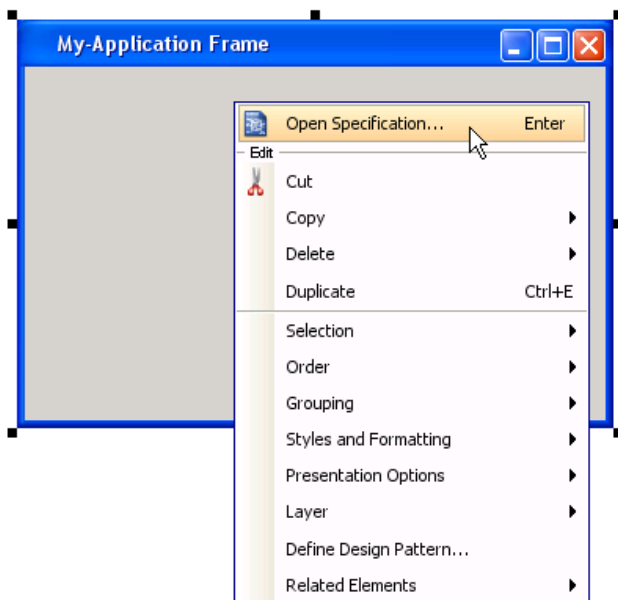 My-Application Frame
Open Specification... Enter
Edit
Cut
Copy
Delete
Duplicate Ctrl+E
Selection
Order
Grouping
Styles and Formatting
Presentation Options
Layer
Define Design Pattern...
Related Elements